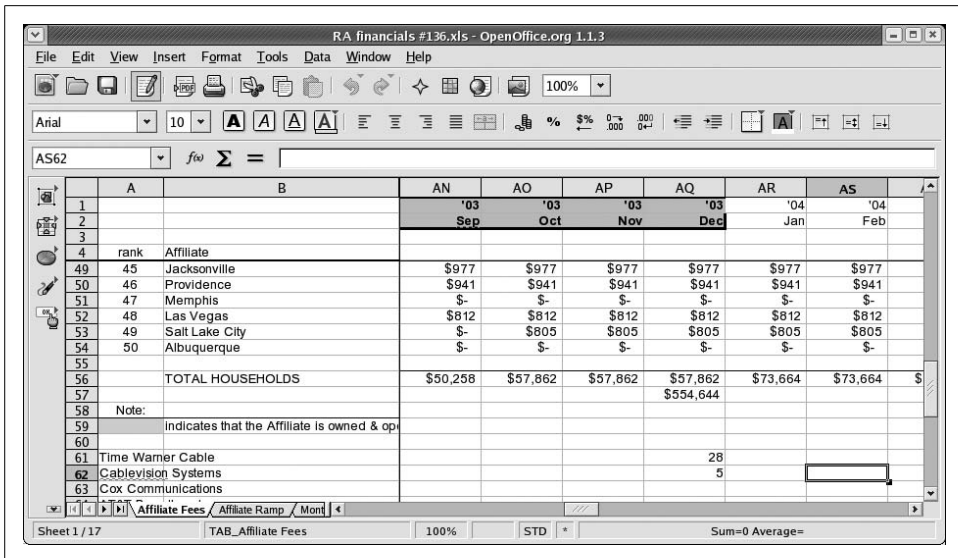 RA financials #136.xls - OpenOffice.org 1.1.3
File Edit View Insert Format Tools Data Window Help
100%
Arial 10
AS62
A B AN AO AP AQ AR AS
1 '03 '03 '03 '03 '04 '04
2 Sep Oct Nov Dec Jan Feb
3
4 rank Affiliate
49 45 Jacksonville $977 $977 $977 $977 $977 $977
50 46 Providence $941 $941 $941 $941 $941 $941
51 47 Memphis $- $- $- $- $- $-
52 48 Las Vegas $812 $812 $812 $812 $812 $812
53 49 Salt Lake City $- $805 $805 $805 $805 $805
54 50 Albuquerque $- $- $- $- $- $-
55
56 TOTAL HOUSEHOLDS $50,258 $57,862 $57,862 $57,862 $73,664 $73,664 $
57 $554,644
58 Note:
59 indicates that the Affiliate is owned & op
60
61 Time Warner Cable 28
62 Cablevision Systems 5
63 Cox Communications
Affiliate Fees Affiliate Ramp Mont
Sheet 1 / 17 TAB_Affiliate Fees 100% STD * Sum=0 Average=